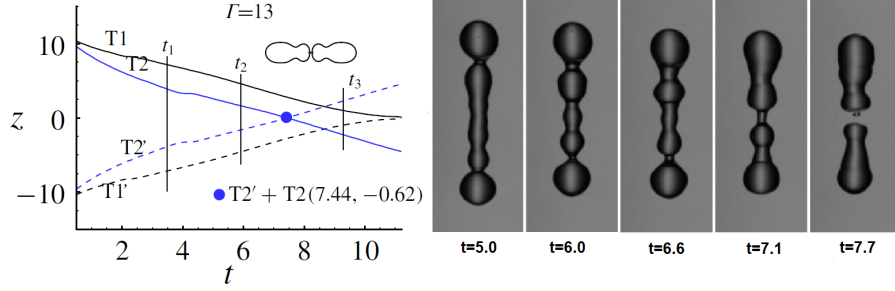 Γ=13
T1
T2
t1
t2
t3
10
0
−10
z
T2′
T1′
T2′ + T2(7.44, −0.62)
2
4
6
8
10
t
t=5.0
t=6.0
t=6.6
t=7.1
t=7.7